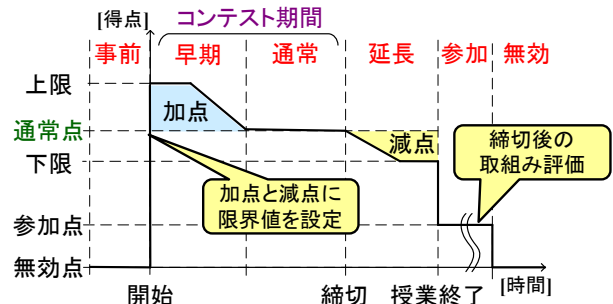 [得点]
コンテスト期間
事前 早期 通常 延長 参加 無効
上限
加点
通常点
減点
締切後の
取組み評価
下限
加点と減点に
限界値を設定
参加点
無効点
開始 締切 授業終了 [時間]